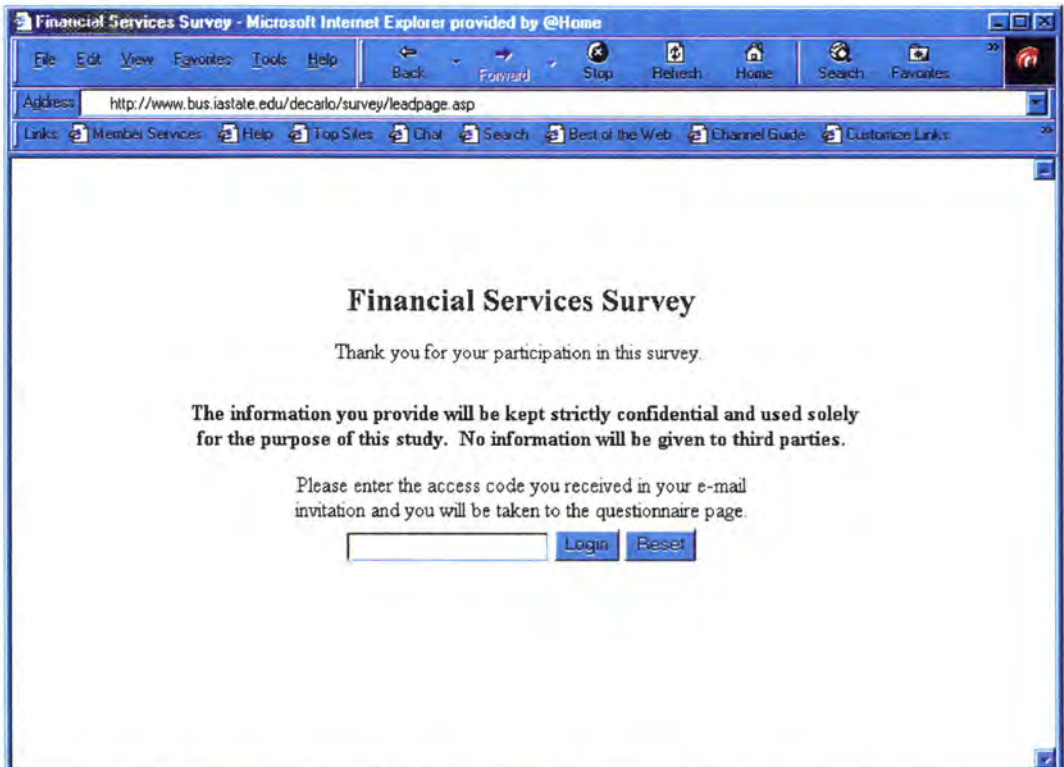 Financial Services Survey - Microsoft Internet Explorer provided by @Home
File Edit View Favorites Tools Help Back Forward Stop Refresh Home Search Favorites »
Address http://www.bus.iastate.edu/decarlo/survey/leadpage.asp
Links Member Services Help Top Sites Chat Search Best of the Web Channel Guide Customize Links »
Financial Services Survey
Thank you for your participation in this survey.
The information you provide will be kept strictly confidential and used solely
for the purpose of this study. No information will be given to third parties.
Please enter the access code you received in your e-mail
invitation and you will be taken to the questionnaire page.
Login Reset